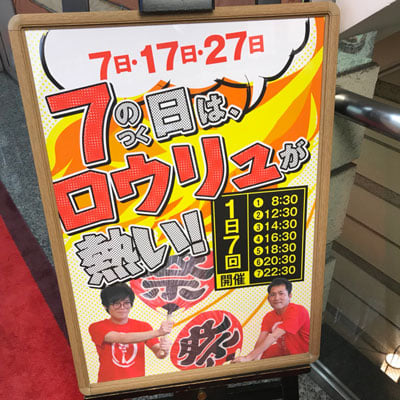 7日・17日・27日
7のつく日は、
ロウリュが
熱い!!
1日7回
開催
① 8:30
② 12:30
③ 14:30
④ 16:30
⑤ 18:30
⑥ 20:30
⑦ 22:30